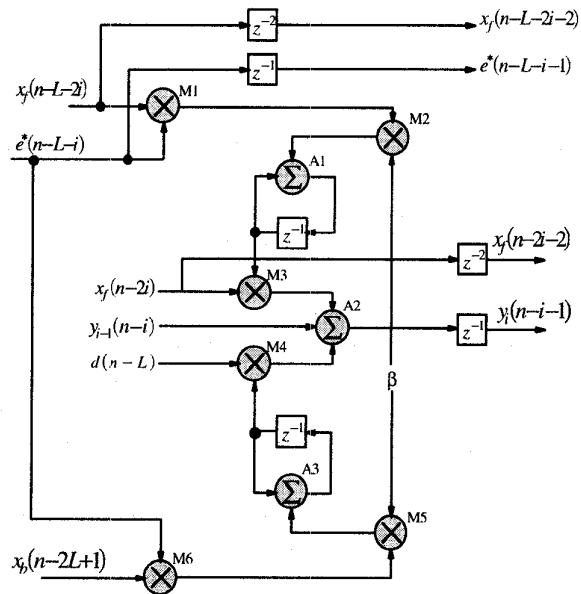 z⁻²
x_f(n-L-2i-2)
z⁻¹
e*(n-L-i-1)
x_f(n-L-2i)
M1
M2
e*(n-L-i)
A1
Σ
z⁻¹
x_f(n-2i-2)
M3
z⁻²
x_f(n-2i)
A2
y_{i-1}(n-i)
Σ
z⁻¹
y_i(n-i-1)
M4
d(n-L)
β
z⁻¹
A3
Σ
M5
x_b(n-2L+1)
M6